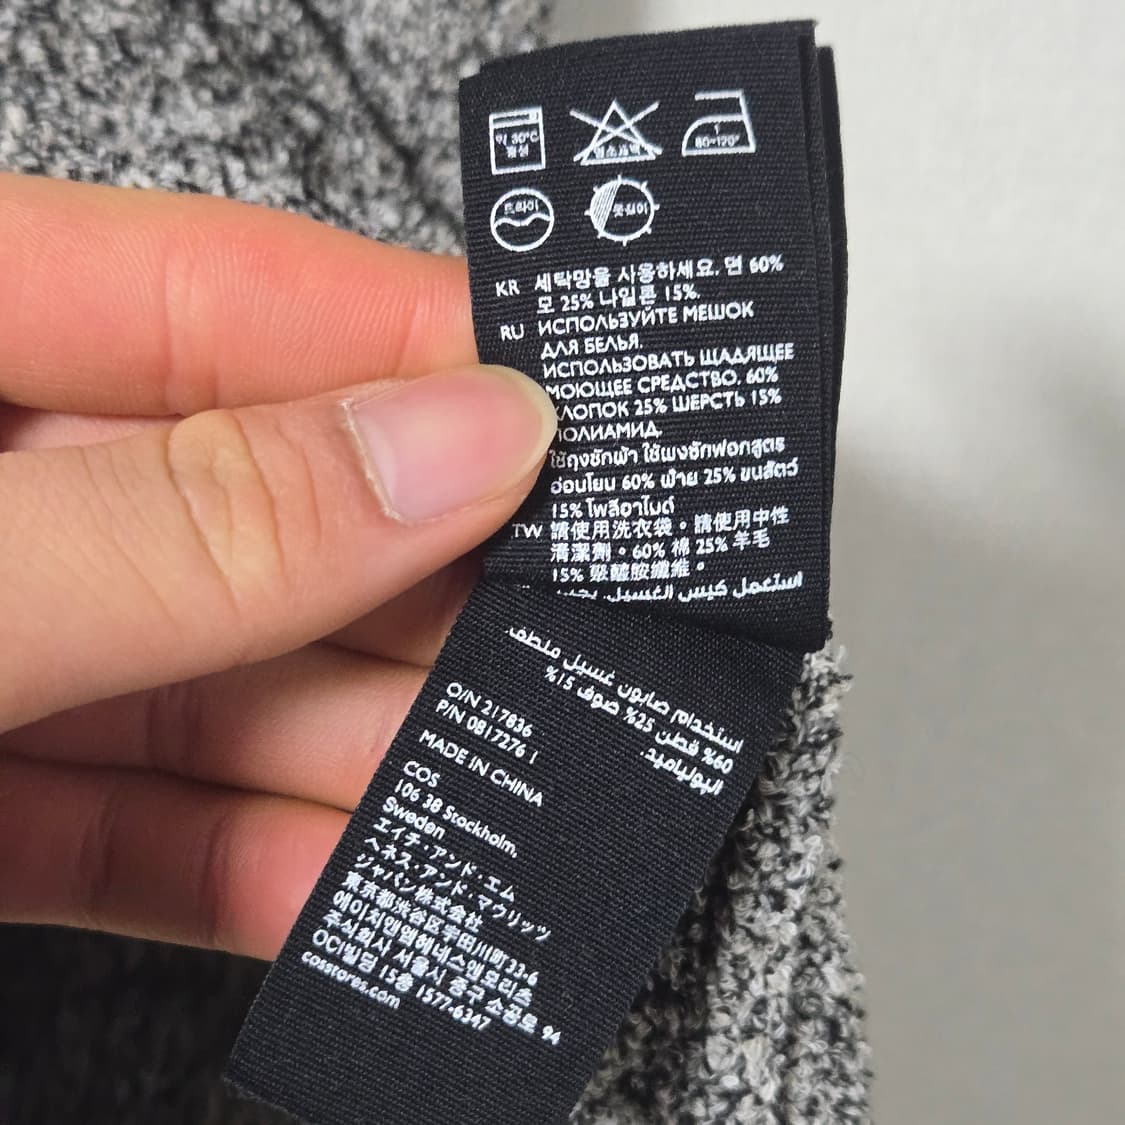 약 30°C
중성
염소표백
1
80~120°
드라이
뉘어서
KR 세탁망을 사용하세요. 면 60%
모 25% 나일론 15%.
RU ИСПОЛЬЗУЙТЕ МЕШОК
ДЛЯ БЕЛЬЯ.
ИСПОЛЬЗОВАТЬ ЩАДЯЩЕЕ
МОЮЩЕЕ СРЕДСТВО. 60%
ХЛОПОК 25% ШЕРСТЬ 15%
ПОЛИАМИД.
ใช้ถุงซักผ้า ใช้ผงซักฟอกสูตร
อ่อนโยน 60% ฝ้าย 25% ขนสัตว์
15% โพลีอาไมด์
TW 請使用洗衣袋。請使用中性
清潔劑。60% 棉 25% 羊毛
15% 聚醯胺纖維。
استعمل كيس الغسيل. يجب
استخدام صابون غسيل ملطف.
60% قطن 25% صوف 15%
البولياميد.
O/N 217836
P/N 0817276 1
MADE IN CHINA
COS
106 38 Stockholm,
Sweden
エイチ・アンド・エム
ヘネス・アンド・マウリッツ
ジャパン株式会社
東京都渋谷区宇田川町33-6
에이치앤엠헤네스앤모리츠
주식회사 서울시 중구 소공로 94
OCI빌딩 15층 1577-6347
cosstores.com